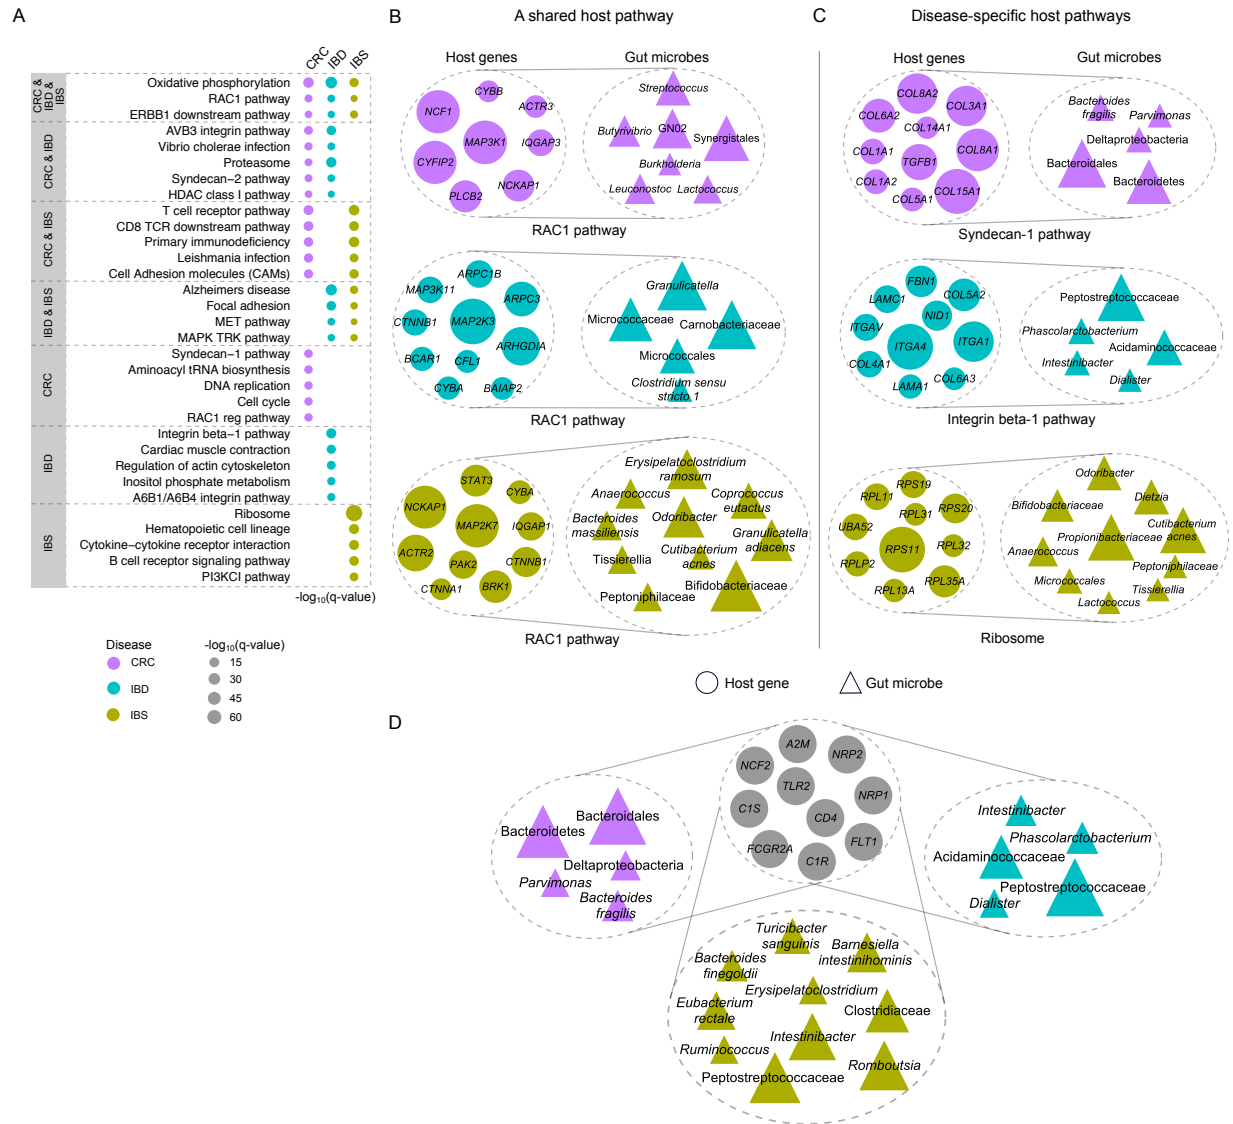 A
CRC
IBD
IBS
CRC &
IBD &
IBS
Oxidative phosphorylation
RAC1 pathway
ERBB1 downstream pathway
CRC & IBD
AVB3 integrin pathway
Vibrio cholerae infection
Proteasome
Syndecan−2 pathway
HDAC class I pathway
CRC & IBS
T cell receptor pathway
CD8 TCR downstream pathway
Primary immunodeficiency
Leishmania infection
Cell Adhesion molecules (CAMs)
IBD & IBS
Alzheimers disease
Focal adhesion
MET pathway
MAPK TRK pathway
CRC
Syndecan−1 pathway
Aminoacyl tRNA biosynthesis
DNA replication
Cell cycle
RAC1 reg pathway
IBD
Integrin beta−1 pathway
Cardiac muscle contraction
Regulation of actin cytoskeleton
Inositol phosphate metabolism
A6B1/A6B4 integrin pathway
IBS
Ribosome
Hematopoietic cell lineage
Cytokine−cytokine receptor interaction
B cell receptor signaling pathway
PI3KCI pathway
-log10(q-value)
Disease
CRC
IBD
IBS
-log10(q-value)
15
30
45
60
B
A shared host pathway
Host genes
Gut microbes
CYBB
NCF1
ACTR3
MAP3K1
IQGAP3
CYFIP2
NCKAP1
PLCB2
Streptococcus
Butyrivibrio
GN02
Synergistales
Burkholderia
Leuconostoc
Lactococcus
RAC1 pathway
ARPC1B
MAP3K11
ARPC3
CTNNB1
MAP2K3
ARHGDIA
BCAR1
CFL1
CYBA
BAIAP2
Granulicatella
Micrococcaceae
Carnobacteriaceae
Micrococcales
Clostridium sensu
stricto 1
RAC1 pathway
STAT3
CYBA
NCKAP1
MAP2K7
IQGAP1
ACTR2
PAK2
CTNNB1
CTNNA1
BRK1
Erysipelatoclostridium
ramosum
Anaerococcus
Coprococcus
eutactus
Bacteroides
massiliensis
Odoribacter
Granulicatella
adiacens
Tissierellia
Cutibacterium
acnes
Bifidobacteriaceae
Peptoniphilaceae
RAC1 pathway
C
Disease-specific host pathways
Host genes
Gut microbes
COL8A2
COL3A1
COL6A2
COL14A1
COL1A1
COL8A1
TGFB1
COL1A2
COL15A1
COL5A1
Bacteroides
fragilis
Parvimonas
Deltaproteobacteria
Bacteroidales
Bacteroidetes
Syndecan-1 pathway
FBN1
LAMC1
COL5A2
NID1
ITGAV
ITGA4
ITGA1
COL4A1
LAMA1
COL6A3
Peptostreptococcaceae
Phascolarctobacterium
Acidaminococcaceae
Intestinibacter
Dialister
Integrin beta-1 pathway
RPS19
RPL11
RPS20
RPL31
UBA52
RPS11
RPL32
RPLP2
RPL35A
RPL13A
Odoribacter
Bifidobacteriaceae
Dietzia
Cutibacterium
acnes
Propionibacteriaceae
Anaerococcus
Peptoniphilaceae
Micrococcales
Tissierellia
Lactococcus
Ribosome
Host gene
Gut microbe
D
A2M
NRP2
NCF2
TLR2
NRP1
C1S
CD4
FLT1
FCGR2A
C1R
Bacteroidales
Bacteroidetes
Deltaproteobacteria
Parvimonas
Bacteroides
fragilis
Intestinibacter
Phascolarctobacterium
Acidaminococcaceae
Peptostreptococcaceae
Dialister
Turicibacter
sanguinis
Barnesiella
intestinihominis
Bacteroides
finegoldii
Erysipelatoclostridium
Eubacterium
rectale
Clostridiaceae
Intestinibacter
Ruminococcus
Romboutsia
Peptostreptococcaceae